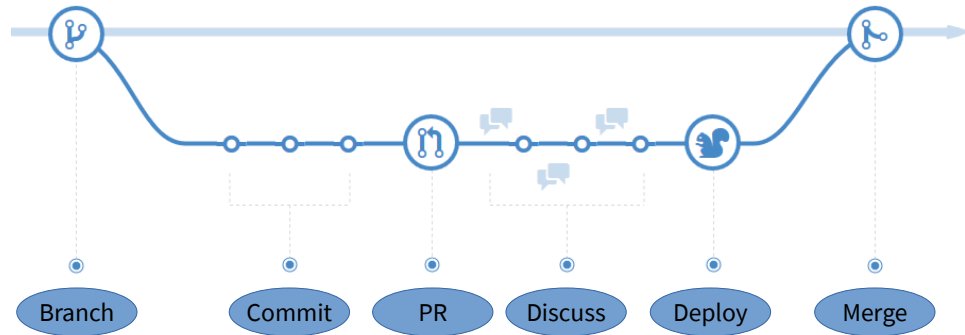 Branch
Commit
PR
Discuss
Deploy
Merge